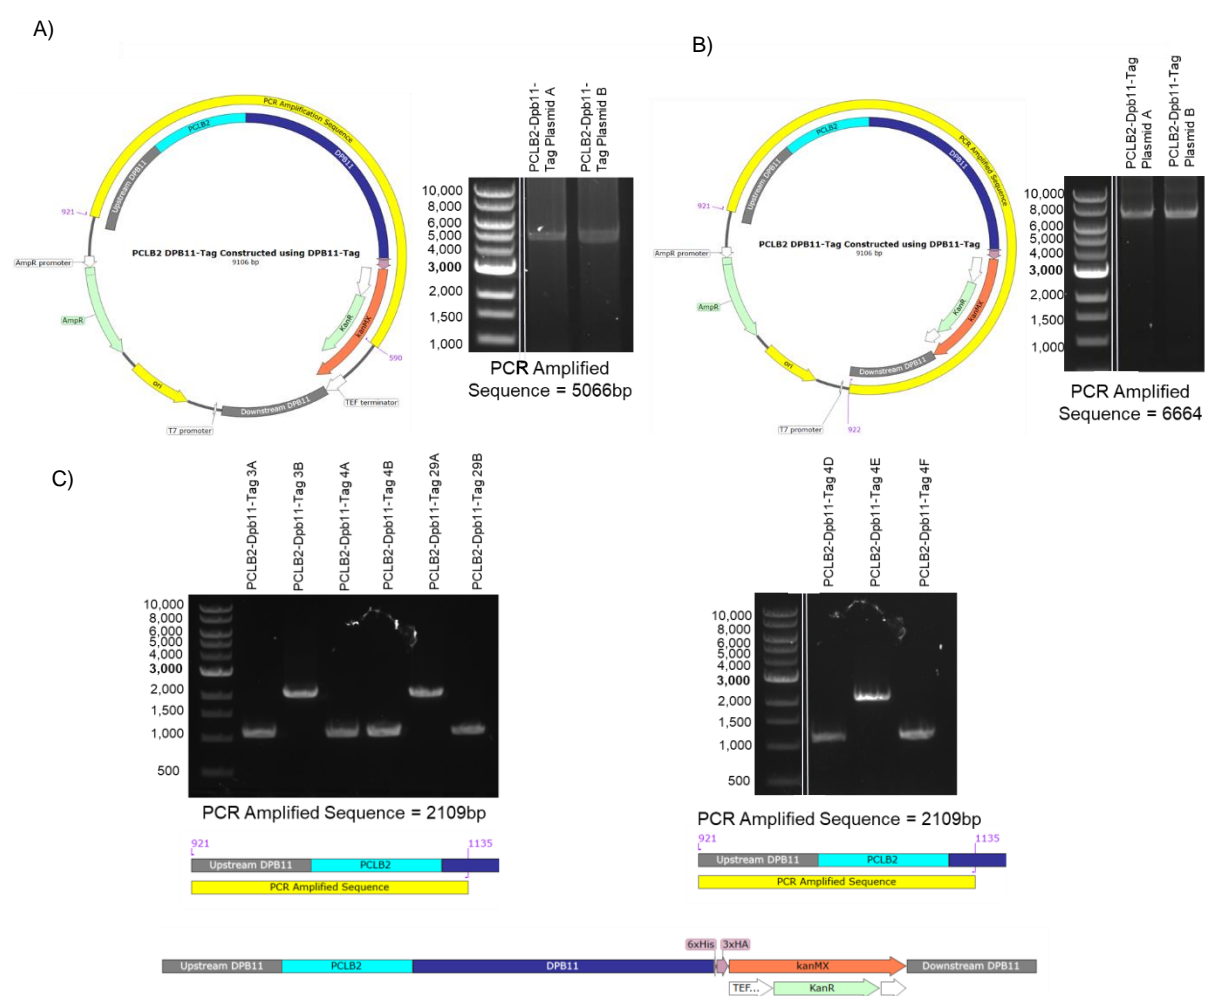 A)
PCR Amplification Sequence
PCLB2
DPB11
Upstream DPB11
921
PCLB2 DPB11-Tag Constructed using DPB11-Tag
9106 bp
AmpR promoter
AmpR
KanR
kanMX
590
ori
TEF terminator
Downstream DPB11
T7 promoter
PCLB2-Dpb11-
Tag Plasmid A
PCLB2-Dpb11-
Tag Plasmid B
10,000
8,000
6,000
5,000
4,000
3,000
2,000
1,500
1,000
PCR Amplified
Sequence = 5066bp
B)
PCR Amplified Sequence
PCLB2
DPB11
Upstream DPB11
921
PCLB2 DPB11-Tag Constructed using DPB11-Tag
9106 bp
AmpR promoter
AmpR
KanR
kanMX
ori
Downstream DPB11
T7 promoter
922
PCLB2-Dpb11-Tag
Plasmid A
PCLB2-Dpb11-Tag
Plasmid B
10,000
8,000
6,000
5,000
4,000
3,000
2,000
1,500
1,000
PCR Amplified
Sequence = 6664
C)
PCLB2-Dpb11-Tag 3A
PCLB2-Dpb11-Tag 3B
PCLB2-Dpb11-Tag 4A
PCLB2-Dpb11-Tag 4B
PCLB2-Dpb11-Tag 29A
PCLB2-Dpb11-Tag 29B
10,000
8,000
6,000
5,000
4,000
3,000
2,000
1,500
1,000
500
PCR Amplified Sequence = 2109bp
921
1135
Upstream DPB11 PCLB2
PCR Amplified Sequence
PCLB2-Dpb11-Tag 4D
PCLB2-Dpb11-Tag 4E
PCLB2-Dpb11-Tag 4F
10,000
8,000
6,000
5,000
4,000
3,000
2,000
1,500
1,000
500
PCR Amplified Sequence = 2109bp
921
1135
Upstream DPB11 PCLB2
PCR Amplified Sequence
6xHis 3xHA
Upstream DPB11 PCLB2 DPB11 kanMX Downstream DPB11
TEF... KanR